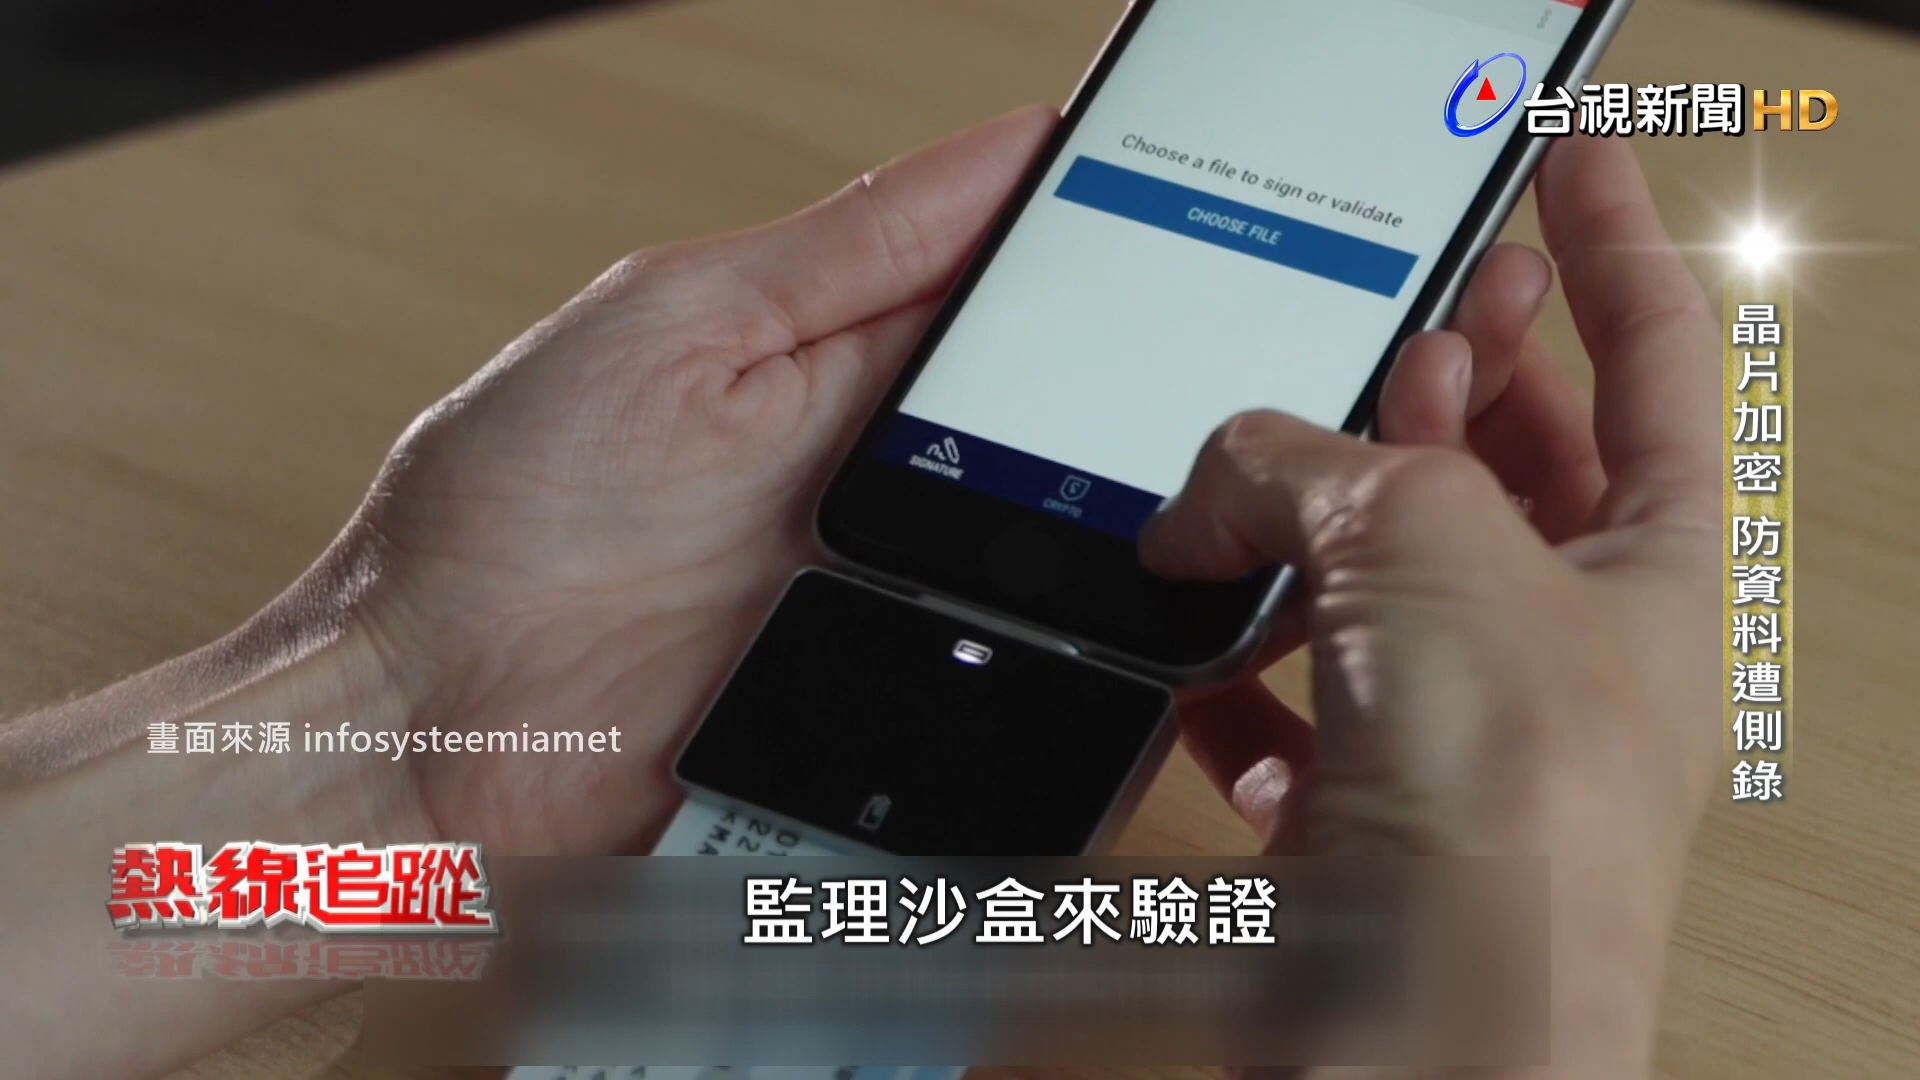 台視新聞HD
Choose a file to sign or validate
CHOOSE FILE
SIGNATURE
CRYPTO
晶片加密 防資料遭側錄
畫面來源 infosysteemiamet
熱線追蹤
監理沙盒來驗證